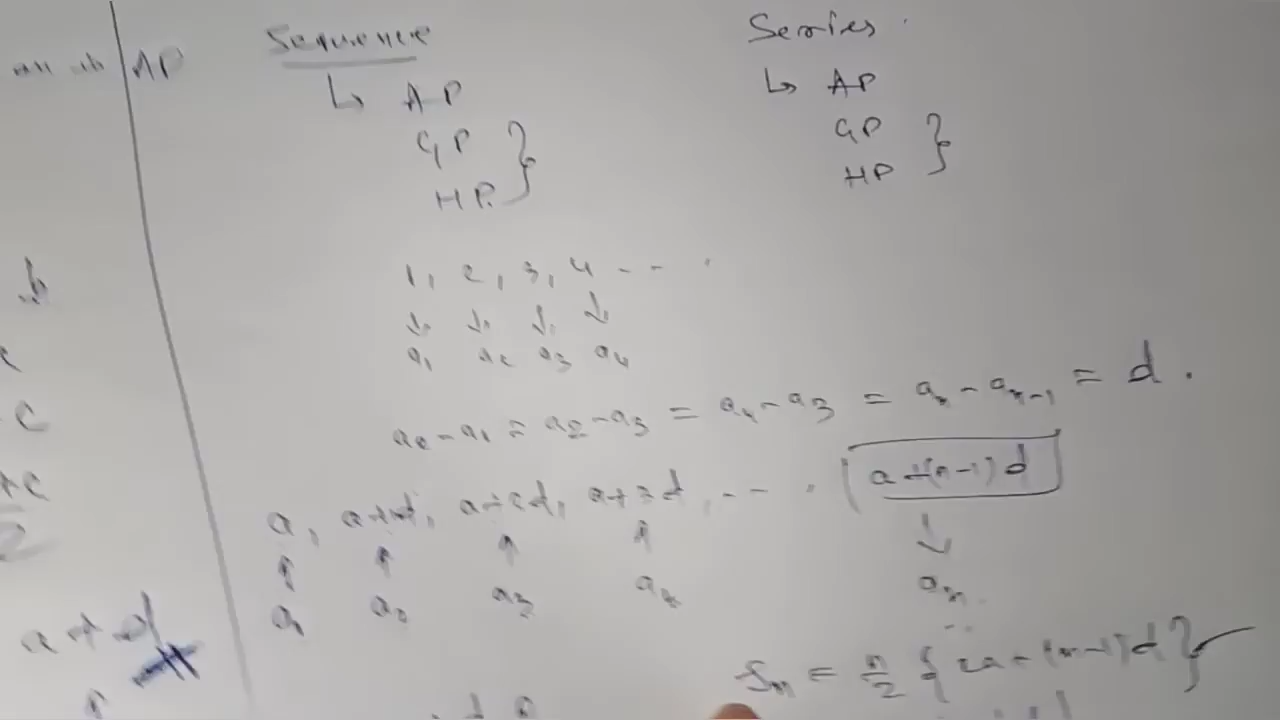 Sequence
Series
AP
↳ AP
↳ AP
GP }
GP }
HP.
HP
1, 2, 3, 4 -- .
↓ ↓ ↓ ↓
a₁ a₂ a₃ a₄
a₂-a₁ = a₂-a₃ = a₄-a₃ = aₙ-aₙ₋₁ = d.
a, a+d, a+2d, a+3d, -- . a+(n-1)d
↑ ↑ ↑ ↑ ↓
a₁ a₂ a₃ a₄ aₙ
b
c
+c
2
a+d
Sₙ = n/2 {2a+(n-1)d}